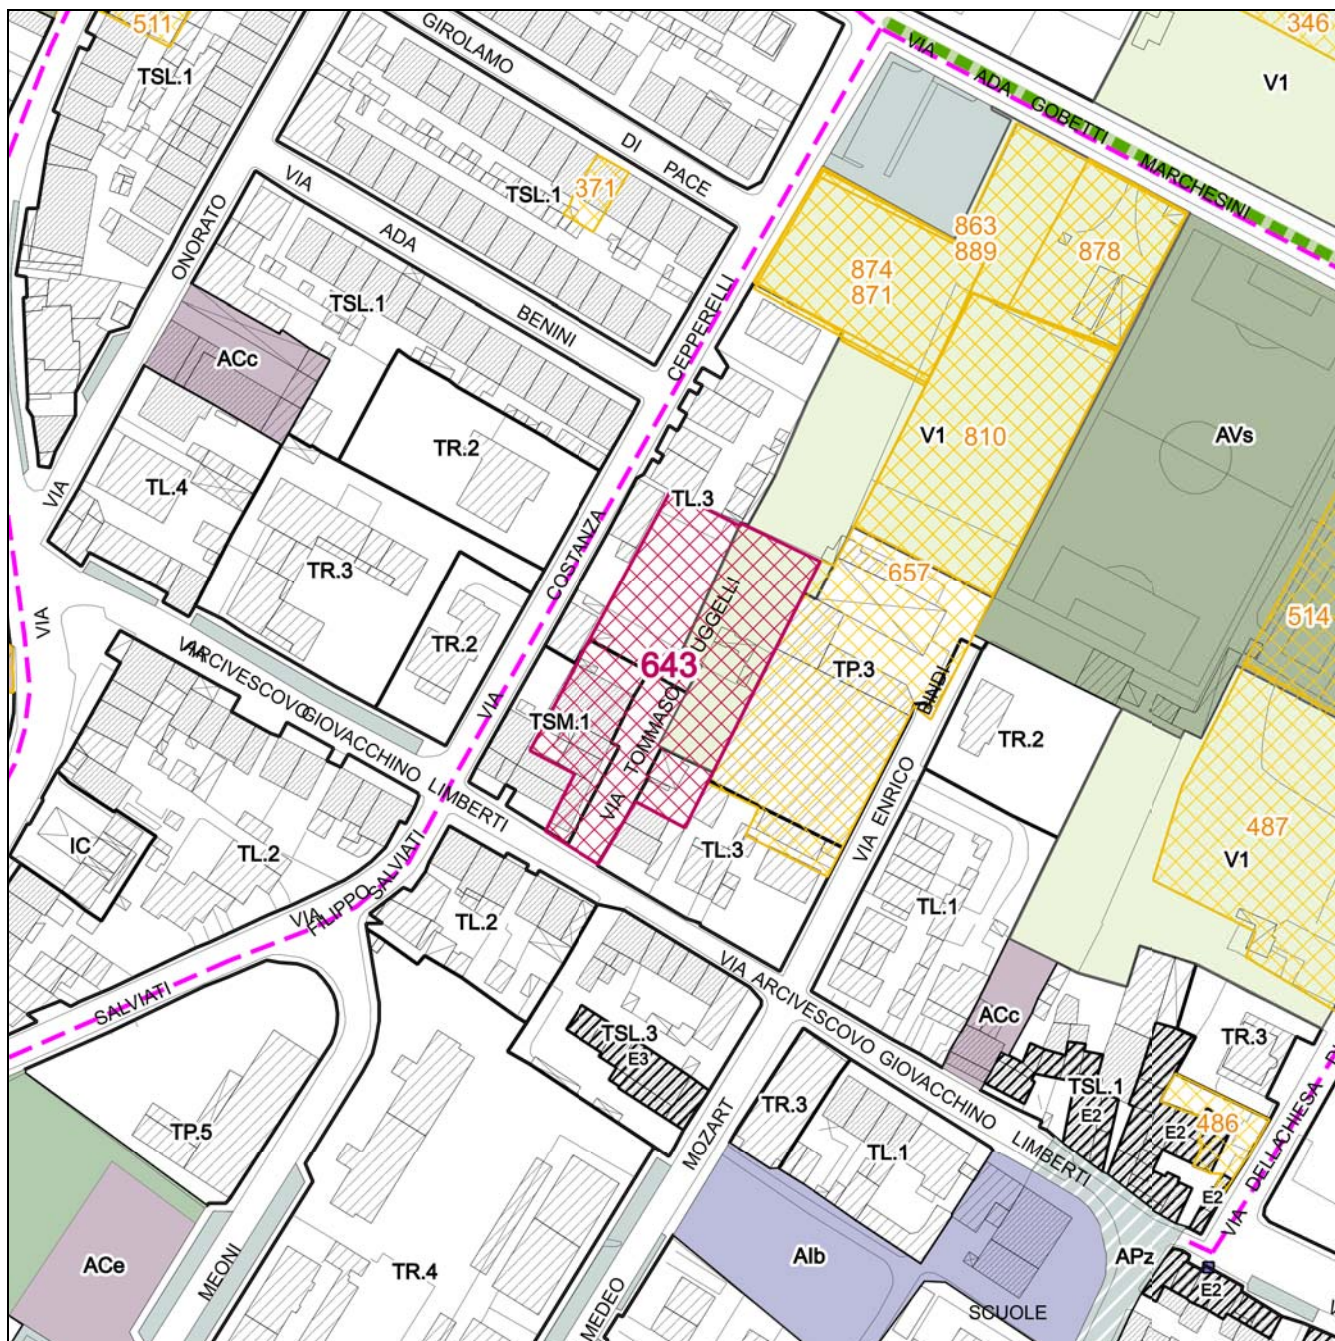 511
TSL.1
GIROLAMO
DI
PACE
VIA
ADA
GOBETTI
MARCHESINI
346
V1
371
TSL.1
VIA
ADA
BENINI
ONORATO
VIA
TSL.1
863
889
878
874
871
CEPPERELLI
COSTANZA
VIA
ACc
TR.2
V1
810
AVs
TL.4
TL.3
TR.3
657
514
TR.2
VIA
643
TP.3
UGGELLI
TOMMASO
VIA
BINDI
VIA ENRICO
VIA
ARCIVESCOVO
GIOVACCHINO
LIMBERTI
TSM.1
TR.2
487
V1
IC
TL.2
TL.3
VIA
FILIPPO
SALVIATI
TL.2
TL.1
SALVIATI
VIA ARCIVESCOVO GIOVACCHINO
LIMBERTI
ACc
TSL.3
E3
TR.3
TSL.1
E2
E2
486
TP.5
TR.3
TL.1
MOZART
E2
VIA
DELLA
CHIESA
ACe
MEONI
TR.4
AIb
APz
E2
MEDEO
SCUOLE